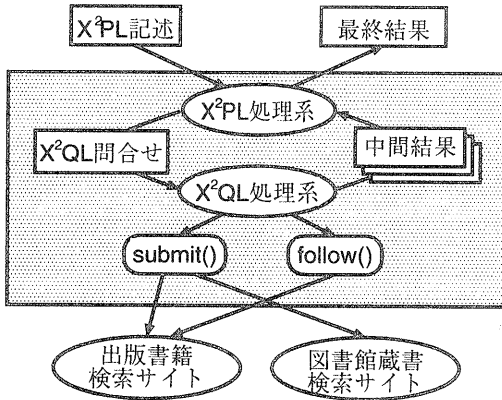 X²PL記述
最終結果
X²PL処理系
X²QL問合せ
中間結果
X²QL処理系
submit()
follow()
出版書籍
検索サイト
図書館蔵書
検索サイト